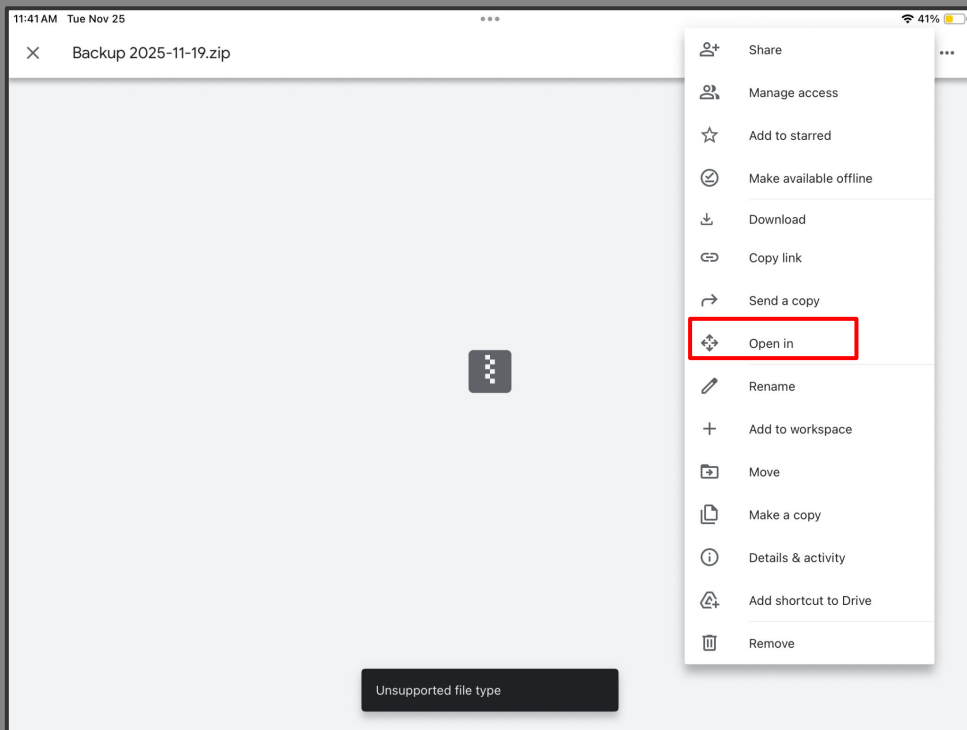 11:41 AM Tue Nov 25
41%
Backup 2025-11-19.zip
Share
Manage access
Add to starred
Make available offline
Download
Copy link
Send a copy
Open in
Rename
Add to workspace
Move
Make a copy
Details & activity
Add shortcut to Drive
Remove
Unsupported file type